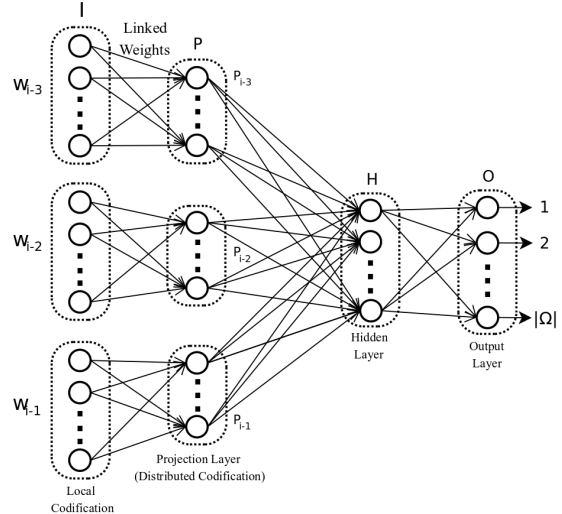 I
Linked
Weights
P
W i-3
P i-3
H
O
1
2
W i-2
P i-2
|Ω|
Hidden
Layer
Output
Layer
W i-1
P i-1
Projection Layer
(Distributed Codification)
Local
Codification